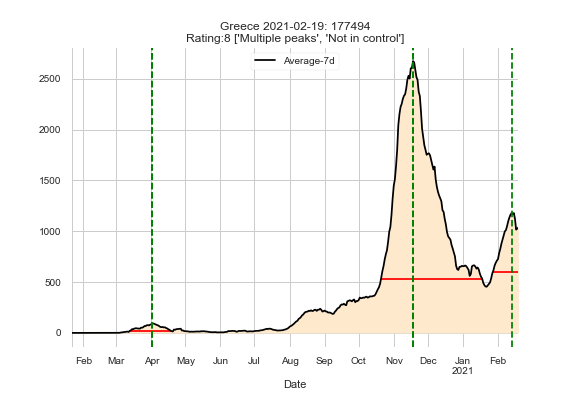 Greece 2021-02-19: 177494
Rating:8 ['Multiple peaks', 'Not in control']
Average-7d
2500
2000
1500
1000
500
0
Feb Mar Apr May Jun Jul Aug Sep Oct Nov Dec Jan Feb
2021
Date